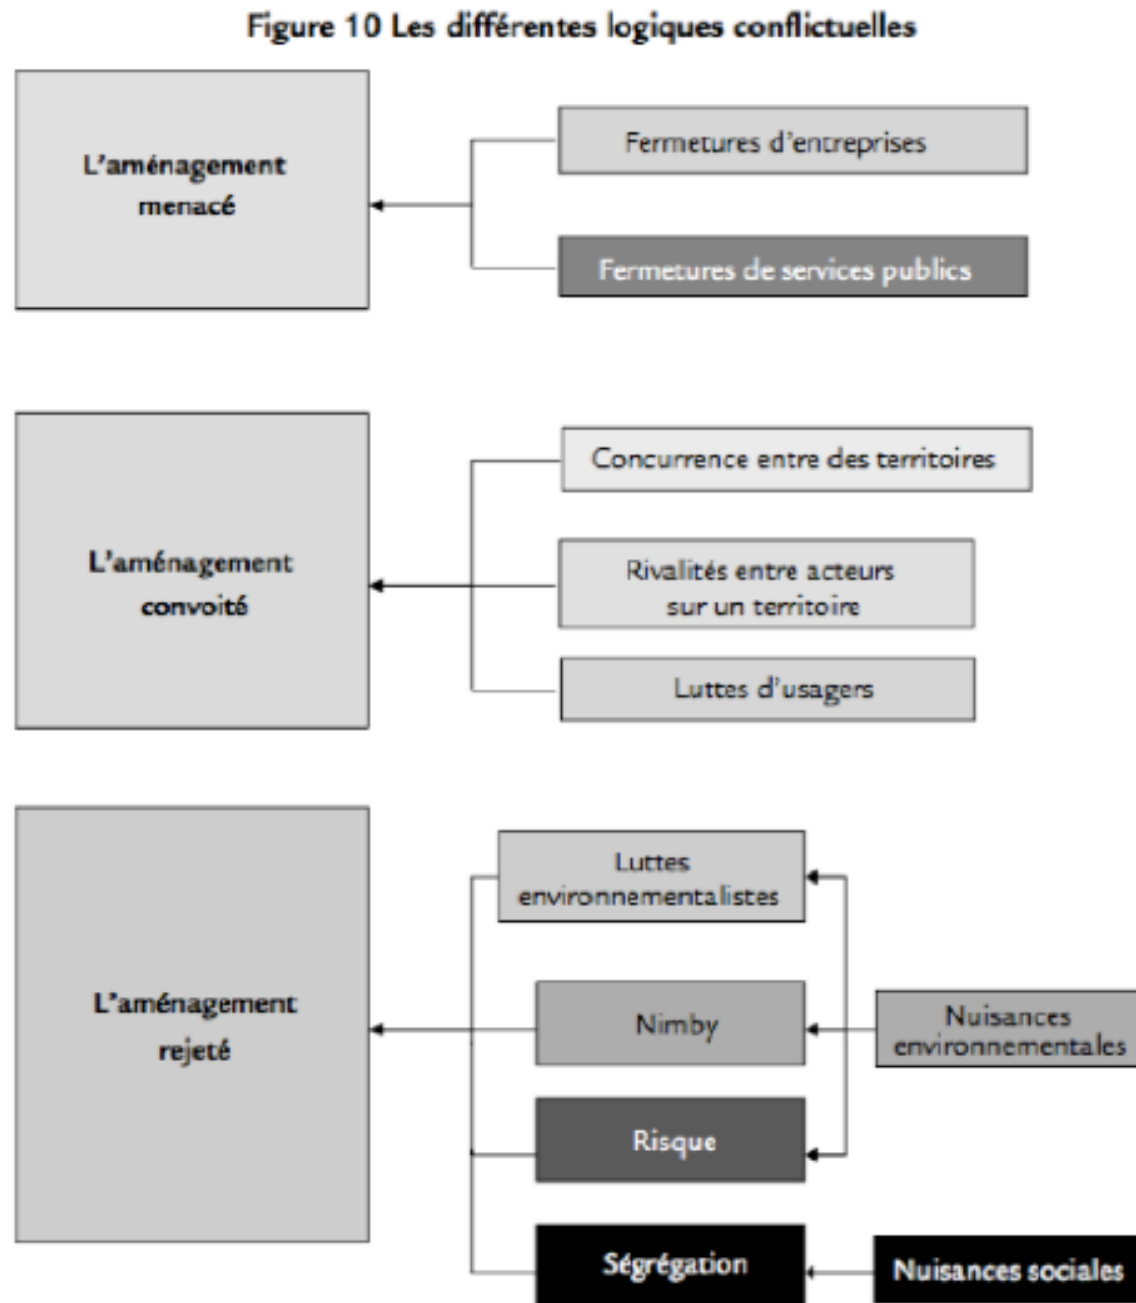 Figure 10 Les différentes logiques conflictuelles
L'aménagement
menacé
Fermetures d'entreprises
Fermetures de services publics
L'aménagement
convoité
Concurrence entre des territoires
Rivalités entre acteurs
sur un territoire
Luttes d'usagers
L'aménagement
rejeté
Luttes
environnementalistes
Nimby
Nuisances
environnementales
Risque
Ségrégation
Nuisances sociales